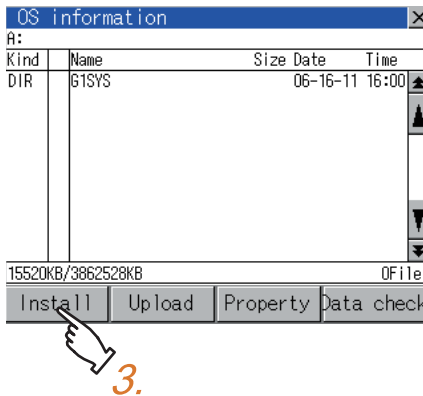 OS information
A:
Kind Name Size Date Time
DIR G1SYS 06-16-11 16:00
15520KB/3862528KB 0File
Install Upload Property Data check
3.